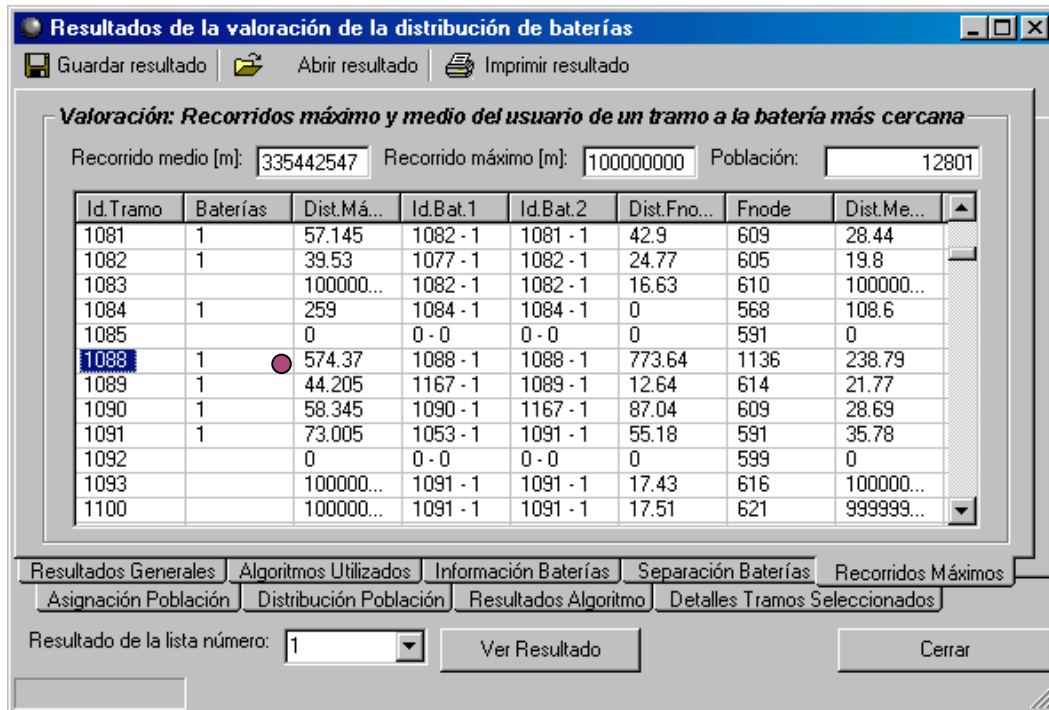 Resultados de la valoración de la distribución de baterías
Guardar resultado Abrir resultado Imprimir resultado
Valoración: Recorridos máximo y medio del usuario de un tramo a la batería más cercana
Recorrido medio [m]: 335442547 Recorrido máximo [m]: 100000000 Población: 12801
Id.Tramo Baterías Dist.Má... Id.Bat.1 Id.Bat.2 Dist.Fno... Fnode Dist.Me...
1081 1 57.145 1082 - 1 1081 - 1 42.9 609 28.44
1082 1 39.53 1077 - 1 1082 - 1 24.77 605 19.8
1083 100000... 1082 - 1 1082 - 1 16.63 610 100000...
1084 1 259 1084 - 1 1084 - 1 0 568 108.6
1085 0 0 - 0 0 - 0 0 591 0
1088 1 574.37 1088 - 1 1088 - 1 773.64 1136 238.79
1089 1 44.205 1167 - 1 1089 - 1 12.64 614 21.77
1090 1 58.345 1090 - 1 1167 - 1 87.04 609 28.69
1091 1 73.005 1053 - 1 1091 - 1 55.18 591 35.78
1092 0 0 - 0 0 - 0 0 599 0
1093 100000... 1091 - 1 1091 - 1 17.43 616 100000...
1100 100000... 1091 - 1 1091 - 1 17.51 621 999999...
Resultados Generales Algoritmos Utilizados Información Baterías Separación Baterías Recorridos Máximos
Asignación Población Distribución Población Resultados Algoritmo Detalles Tramos Seleccionados
Resultado de la lista número: 1 Ver Resultado Cerrar